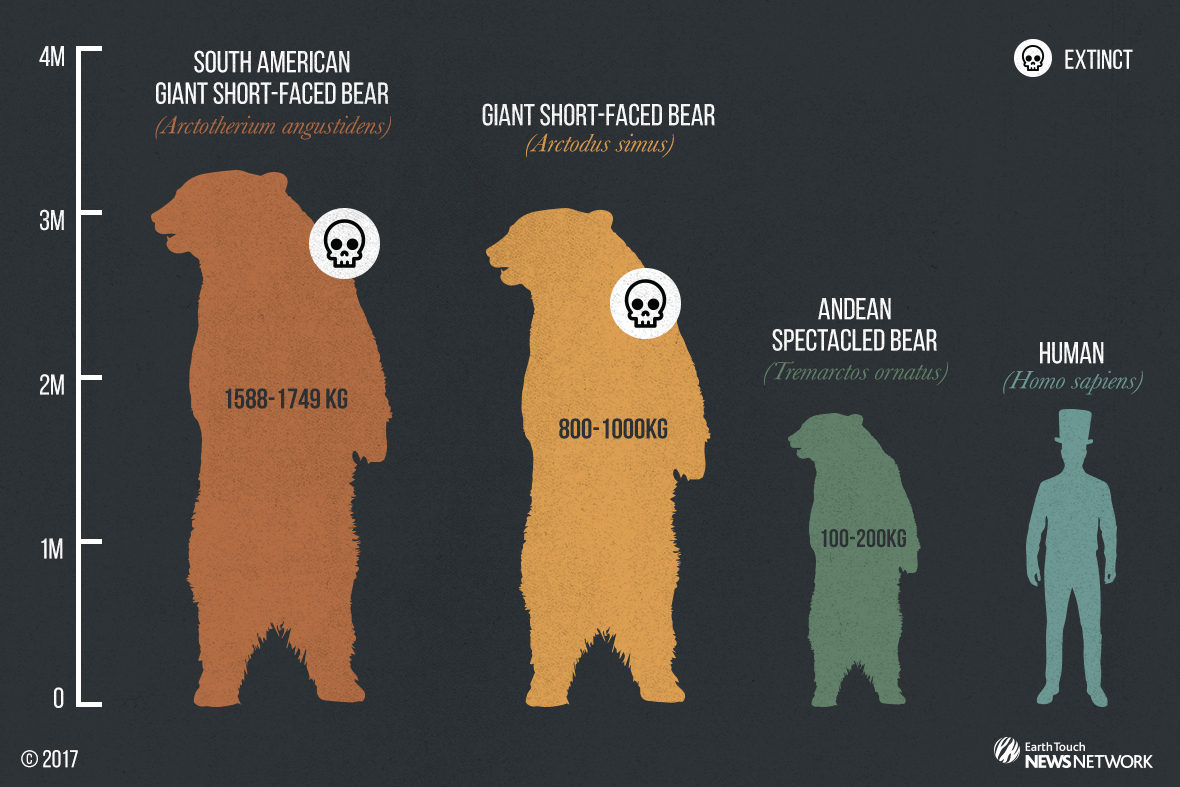 4M
3M
2M
1M
0
SOUTH AMERICAN
GIANT SHORT-FACED BEAR
(Arctotherium angustidens)
1588-1749 KG
GIANT SHORT-FACED BEAR
(Arctodus simus)
800-1000KG
ANDEAN
SPECTACLED BEAR
(Tremarctos ornatus)
100-200KG
HUMAN
(Homo sapiens)
EXTINCT
© 2017
Earth Touch
NEWS NETWORK